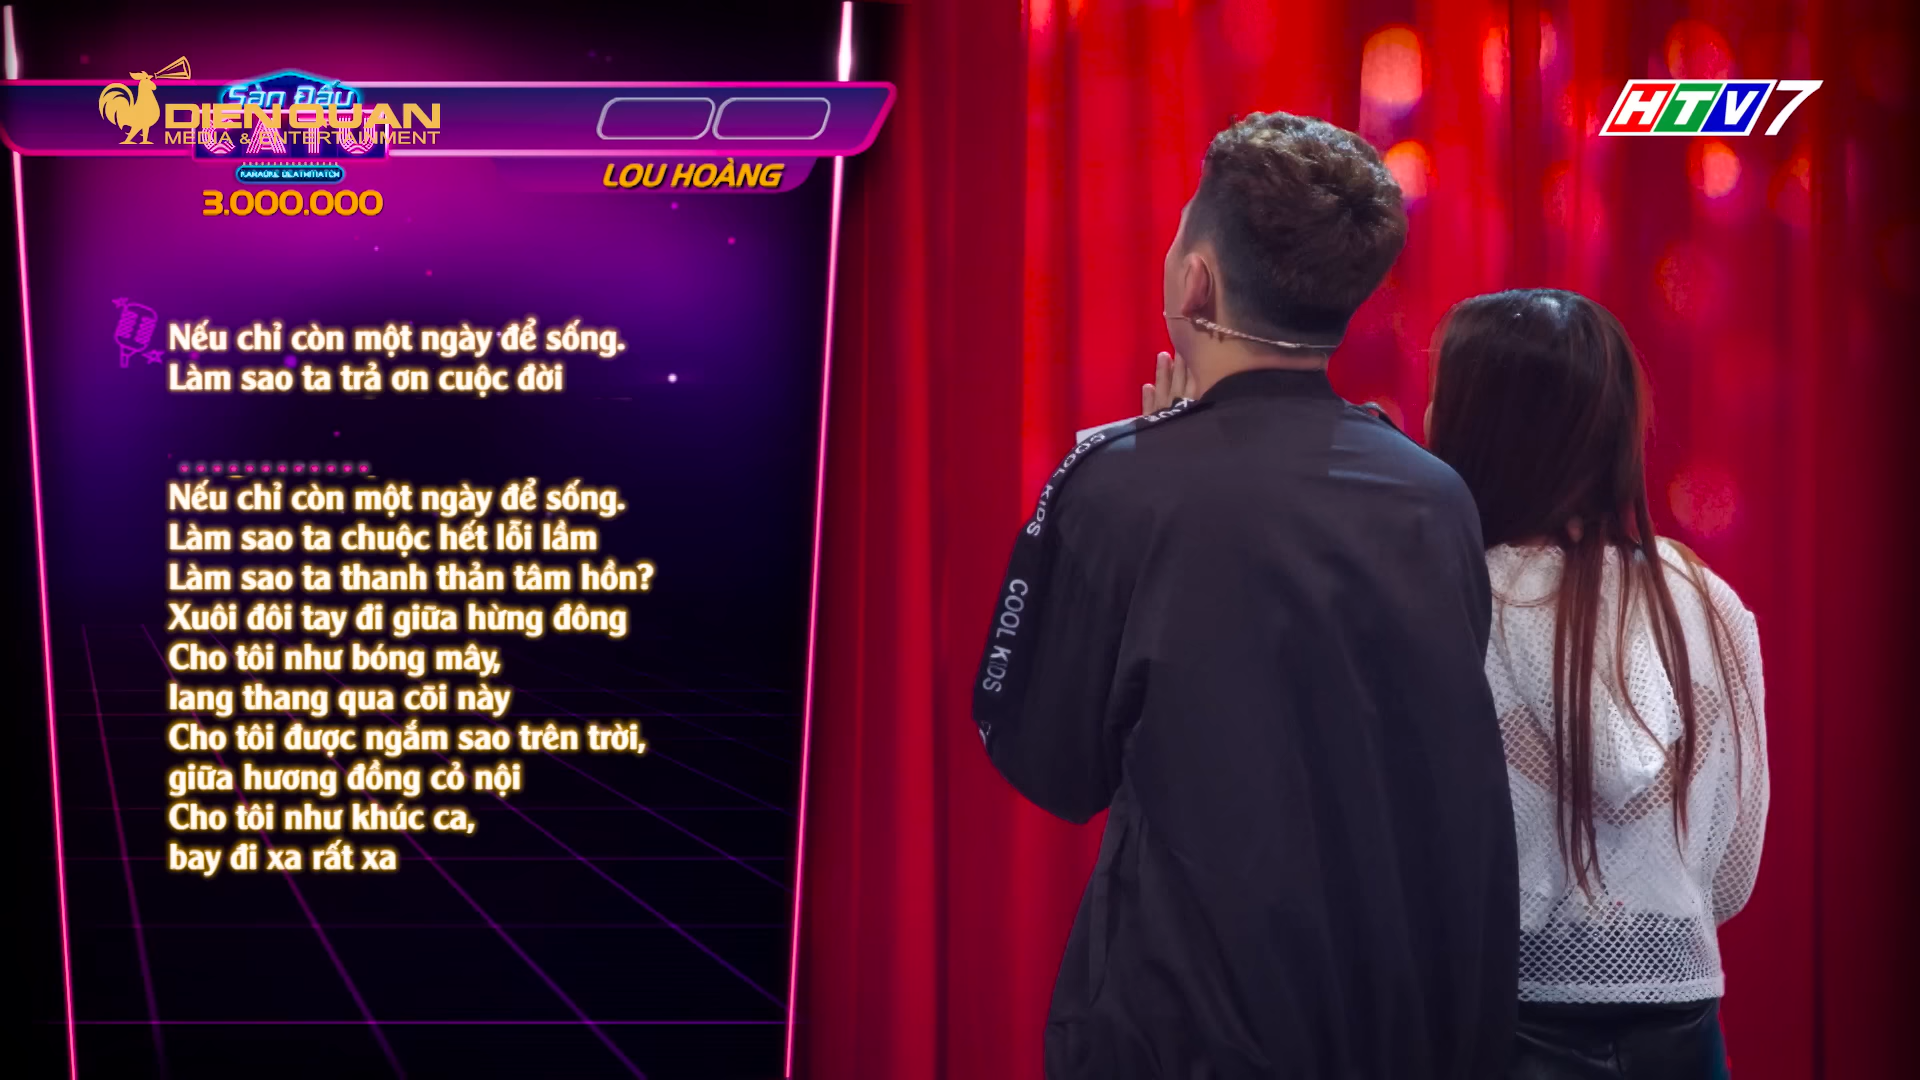 Sàn Đấu
DIEN QUAN
MEDIA & ENTERTAINMENT
CA TỪ
KARAOKE DEATHMATCH
3.000.000
LOU HOÀNG
HTV7
Nếu chỉ còn một ngày để sống.
Làm sao ta trả ơn cuộc đời
............
Nếu chỉ còn một ngày để sống.
Làm sao ta chuộc hết lỗi lầm
Làm sao ta thanh thản tâm hồn?
Xuôi đôi tay đi giữa hừng đông
Cho tôi như bóng mây,
lang thang qua cõi này
Cho tôi được ngắm sao trên trời,
giữa hương đồng cỏ nội
Cho tôi như khúc ca,
bay đi xa rất xa
COOL KIDS
COOL KIDS